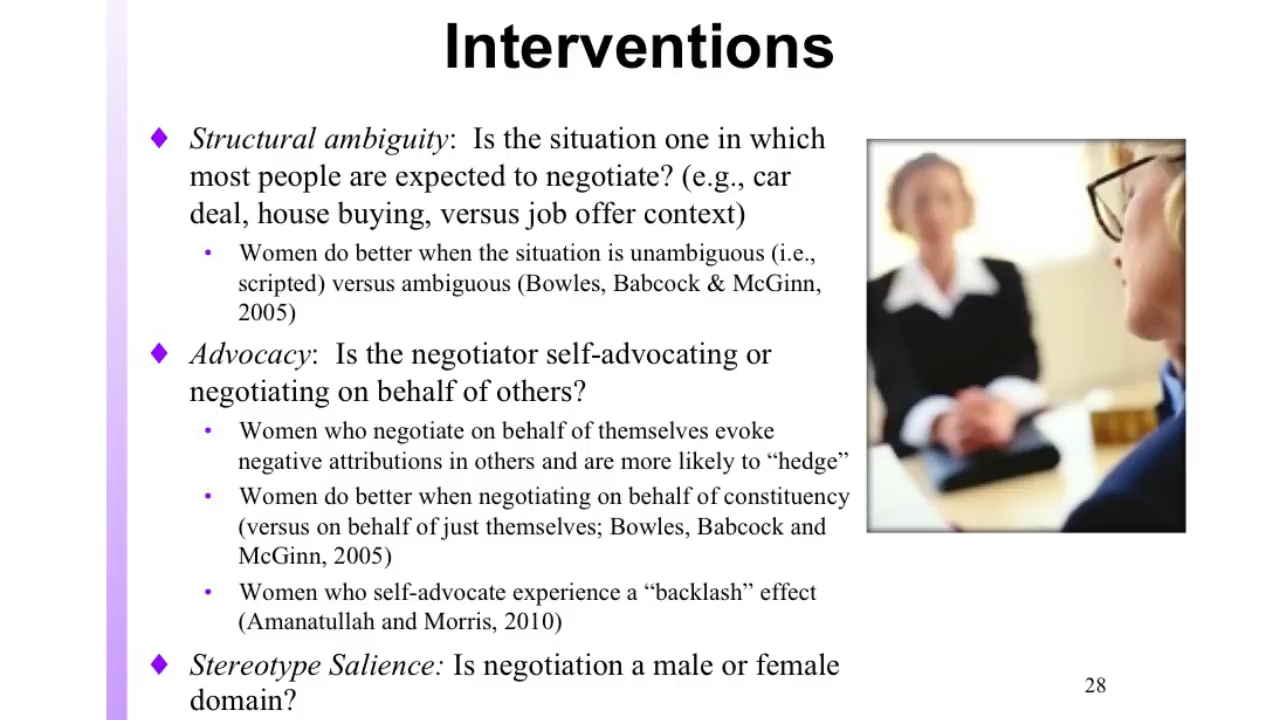 Interventions
♦ Structural ambiguity:  Is the situation one in which
most people are expected to negotiate? (e.g., car
deal, house buying, versus job offer context)
• Women do better when the situation is unambiguous (i.e.,
scripted) versus ambiguous (Bowles, Babcock & McGinn,
2005)
♦ Advocacy:  Is the negotiator self-advocating or
negotiating on behalf of others?
• Women who negotiate on behalf of themselves evoke
negative attributions in others and are more likely to “hedge”
• Women do better when negotiating on behalf of constituency
(versus on behalf of just themselves; Bowles, Babcock and
McGinn, 2005)
• Women who self-advocate experience a “backlash” effect
(Amanatullah and Morris, 2010)
♦ Stereotype Salience: Is negotiation a male or female
domain?
28